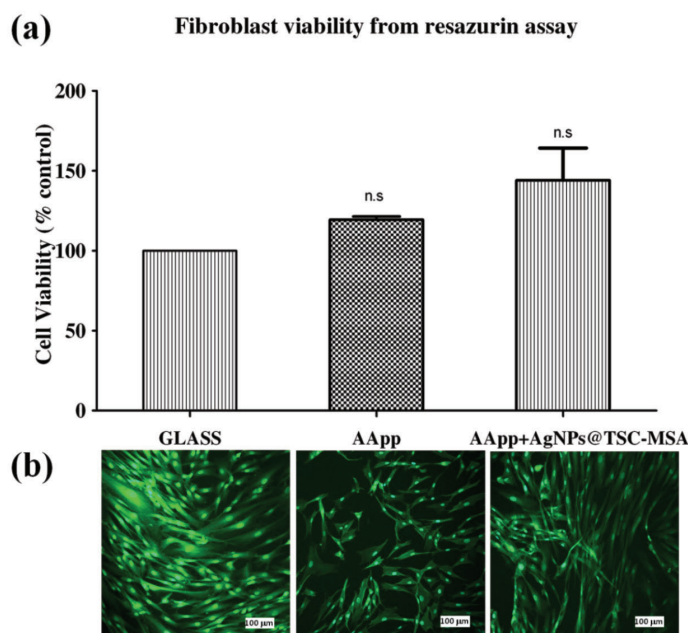 (a)
Fibroblast viability from resazurin assay
Cell Viability (% control)
200
150
100
50
0
n.s
n.s
GLASS
AApp
AApp+AgNPs@TSC-MSA
(b)
100 µm
100 µm
100 µm